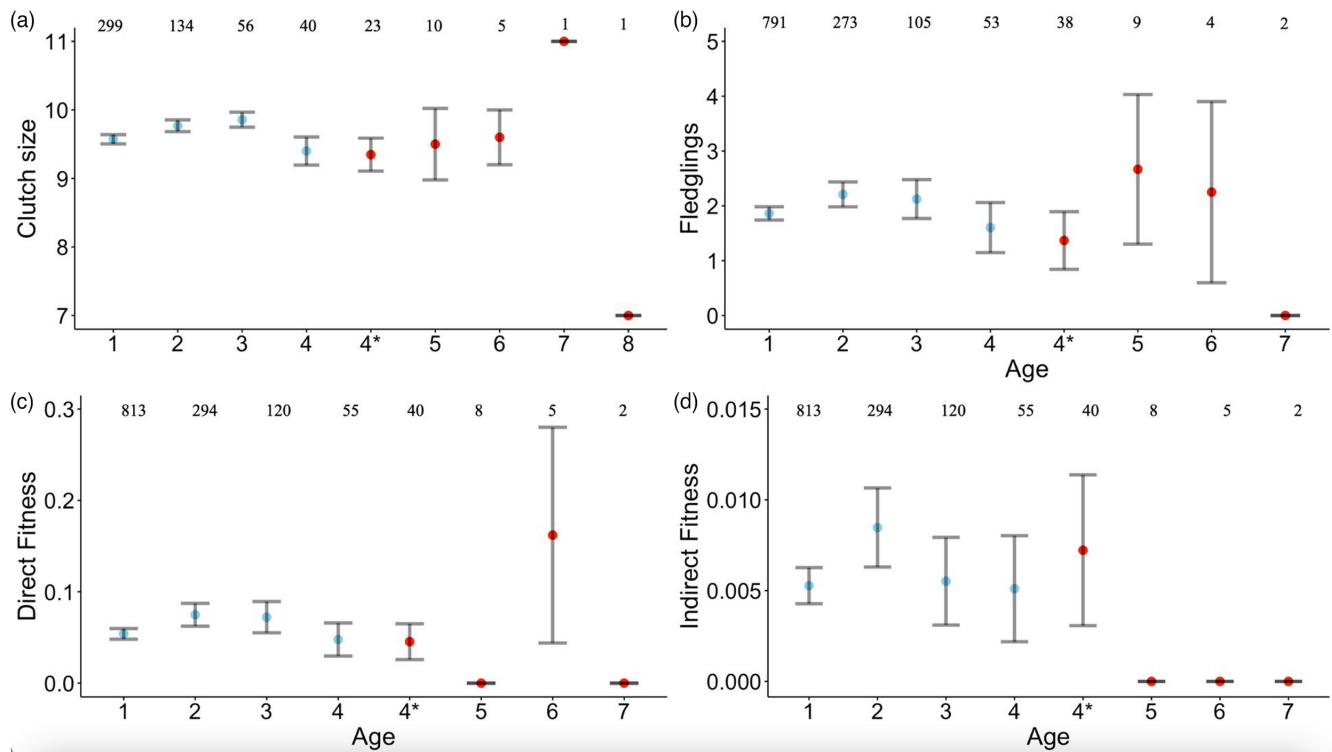 (a)
299 134 56 40 23 10 5 1 1
Clutch size
11
10
9
8
7
1 2 3 4 4* 5 6 7 8
(b)
791 273 105 53 38 9 4 2
Fledglings
5
4
3
2
1
0
1 2 3 4 4* 5 6 7
Age
(c)
813 294 120 55 40 8 5 2
Direct Fitness
0.3
0.2
0.1
0.0
1 2 3 4 4* 5 6 7
Age
(d)
813 294 120 55 40 8 5 2
Indirect Fitness
0.015
0.010
0.005
0.000
1 2 3 4 4* 5 6 7
Age